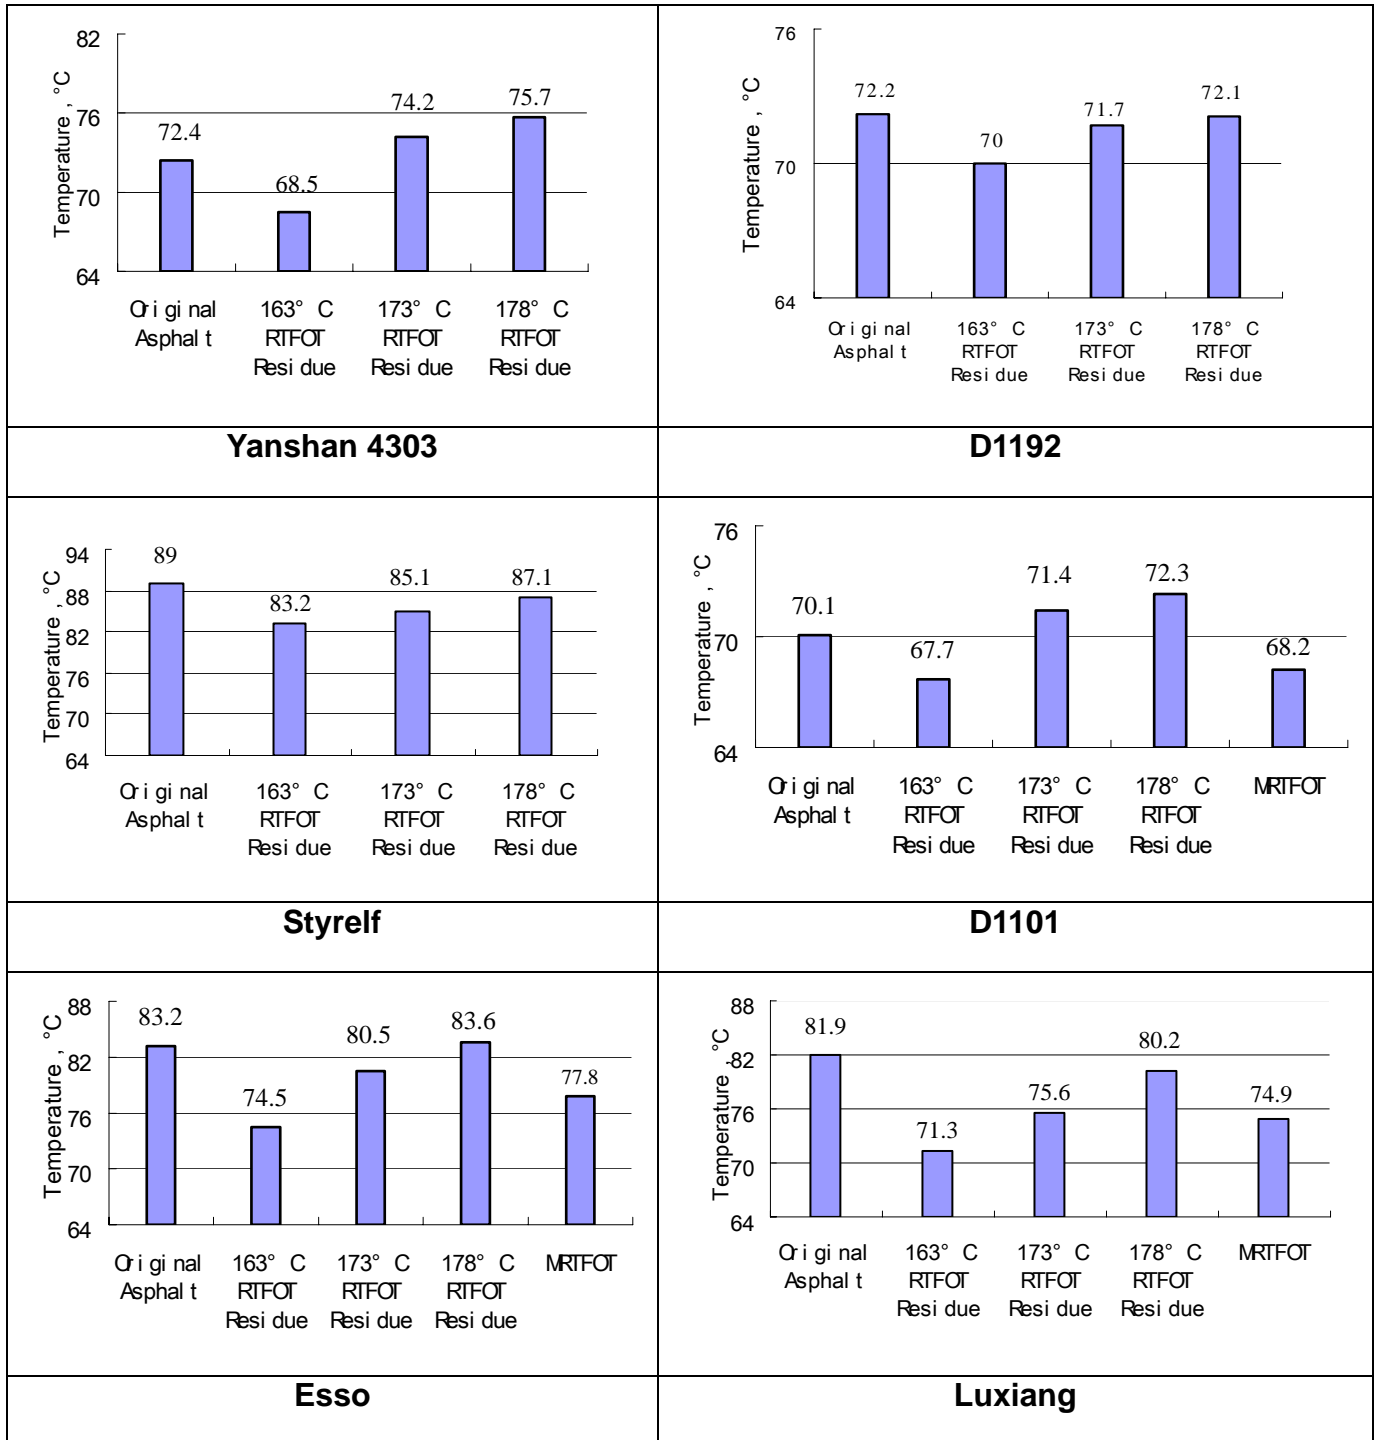 82
76
70
64
Temperature , °C
72.4
68.5
74.2
75.7
Original
Asphalt
163° C
RTFOT
Residue
173° C
RTFOT
Residue
178° C
RTFOT
Residue
76
70
64
Temperature , °C
72.2
70
71.7
72.1
Original
Asphalt
163° C
RTFOT
Residue
173° C
RTFOT
Residue
178° C
RTFOT
Residue
Yanshan 4303
D1192
94
88
82
76
70
64
Temperature , °C
89
83.2
85.1
87.1
Original
Asphalt
163° C
RTFOT
Residue
173° C
RTFOT
Residue
178° C
RTFOT
Residue
76
70
64
Temperature , °C
70.1
67.7
71.4
72.3
68.2
Original
Asphalt
163° C
RTFOT
Residue
173° C
RTFOT
Residue
178° C
RTFOT
Residue
MRTFOT
Styrelf
D1101
88
82
76
70
64
Temperature , °C
83.2
74.5
80.5
83.6
77.8
Original
Asphalt
163° C
RTFOT
Residue
173° C
RTFOT
Residue
178° C
RTFOT
Residue
MRTFOT
88
82
76
70
64
Temperature , °C
81.9
71.3
75.6
80.2
74.9
Original
Asphalt
163° C
RTFOT
Residue
173° C
RTFOT
Residue
178° C
RTFOT
Residue
MRTFOT
Esso
Luxiang